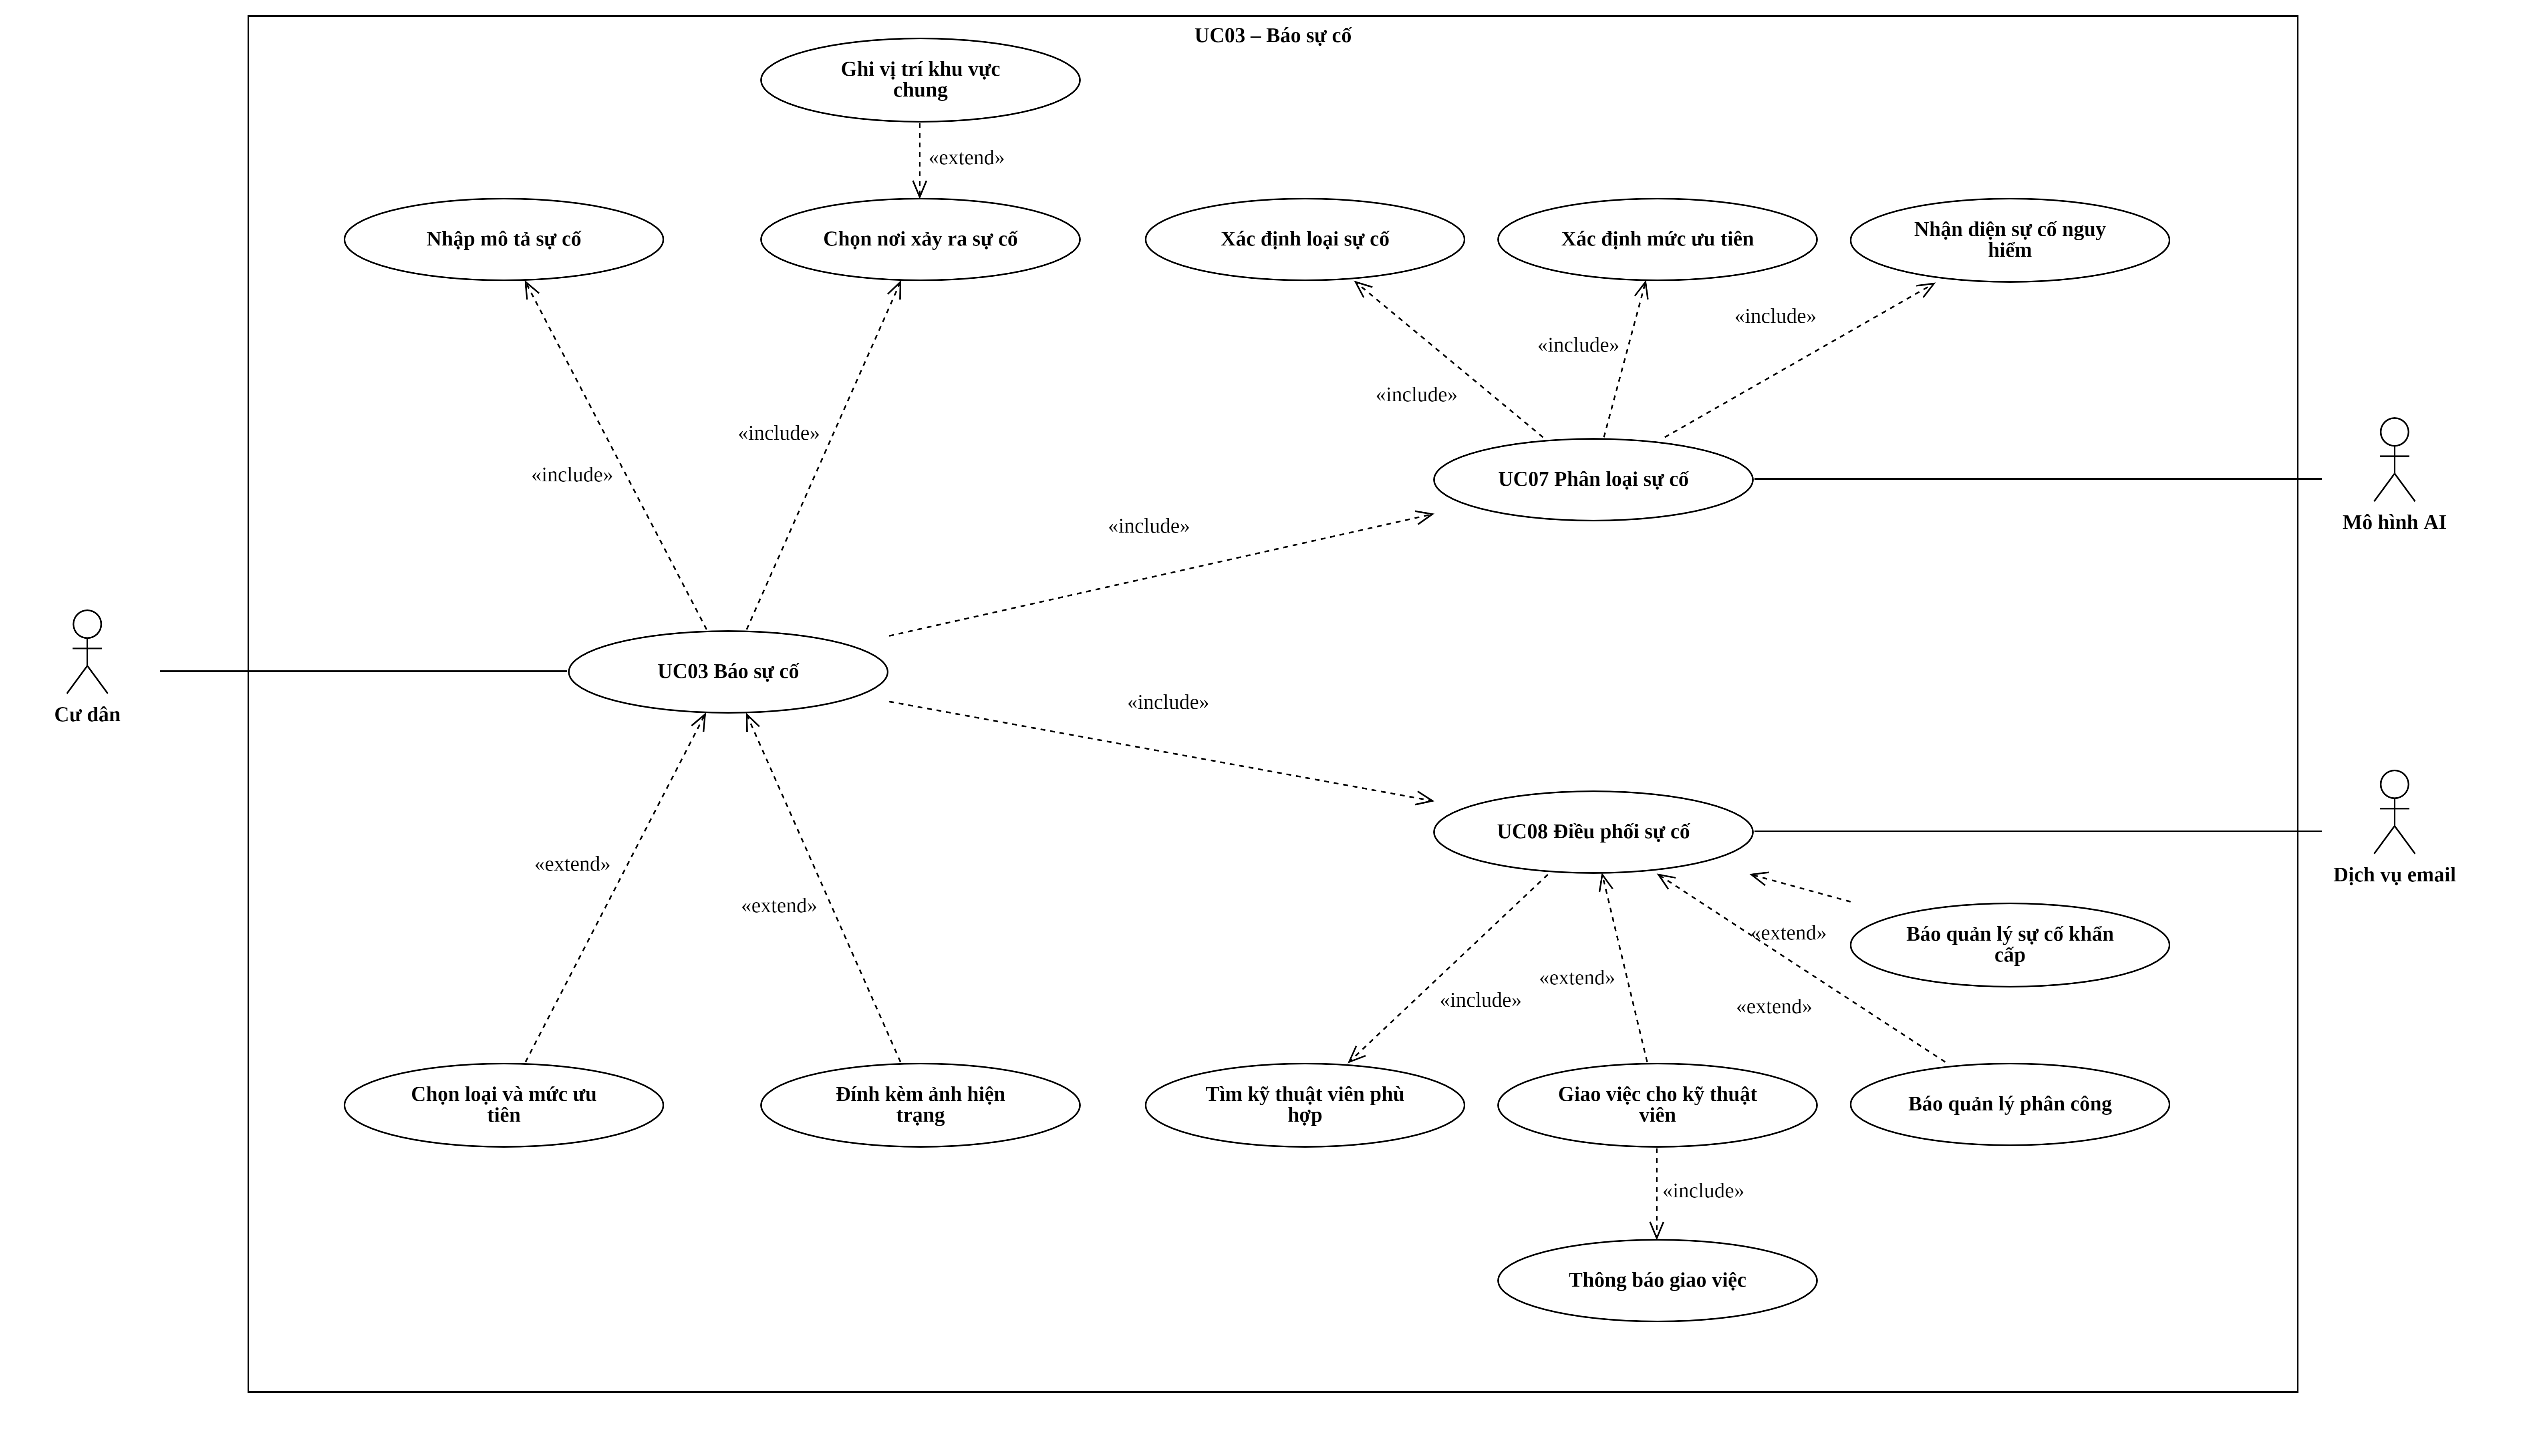 UC03 – Báo sự cố
Ghi vị trí khu vực
chung
«extend»
Nhập mô tả sự cố
Chọn nơi xảy ra sự cố
Xác định loại sự cố
Xác định mức ưu tiên
Nhận diện sự cố nguy
hiểm
«include»
«include»
«include»
«include»
«include»
UC07 Phân loại sự cố
Mô hình AI
«include»
UC03 Báo sự cố
Cư dân
«include»
UC08 Điều phối sự cố
Dịch vụ email
«extend»
«extend»
«extend»
Báo quản lý sự cố khẩn
cấp
«extend»
«include»
«extend»
Chọn loại và mức ưu
tiên
Đính kèm ảnh hiện
trạng
Tìm kỹ thuật viên phù
hợp
Giao việc cho kỹ thuật
viên
Báo quản lý phân công
«include»
Thông báo giao việc